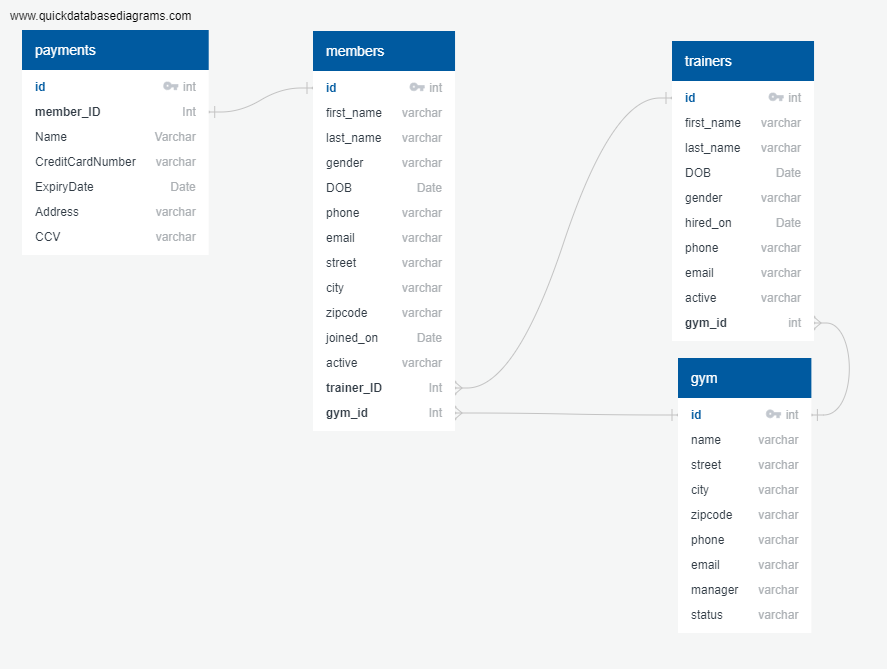 www.quickdatabasediagrams.com
payments
id int
member_ID Int
Name Varchar
CreditCardNumber varchar
ExpiryDate Date
Address varchar
CCV varchar
members
id int
first_name varchar
last_name varchar
gender varchar
DOB Date
phone varchar
email varchar
street varchar
city varchar
zipcode varchar
joined_on Date
active varchar
trainer_ID Int
gym_id Int
trainers
id int
first_name varchar
last_name varchar
DOB Date
gender varchar
hired_on Date
phone varchar
email varchar
active varchar
gym_id int
gym
id int
name varchar
street varchar
city varchar
zipcode varchar
phone varchar
email varchar
manager varchar
status varchar